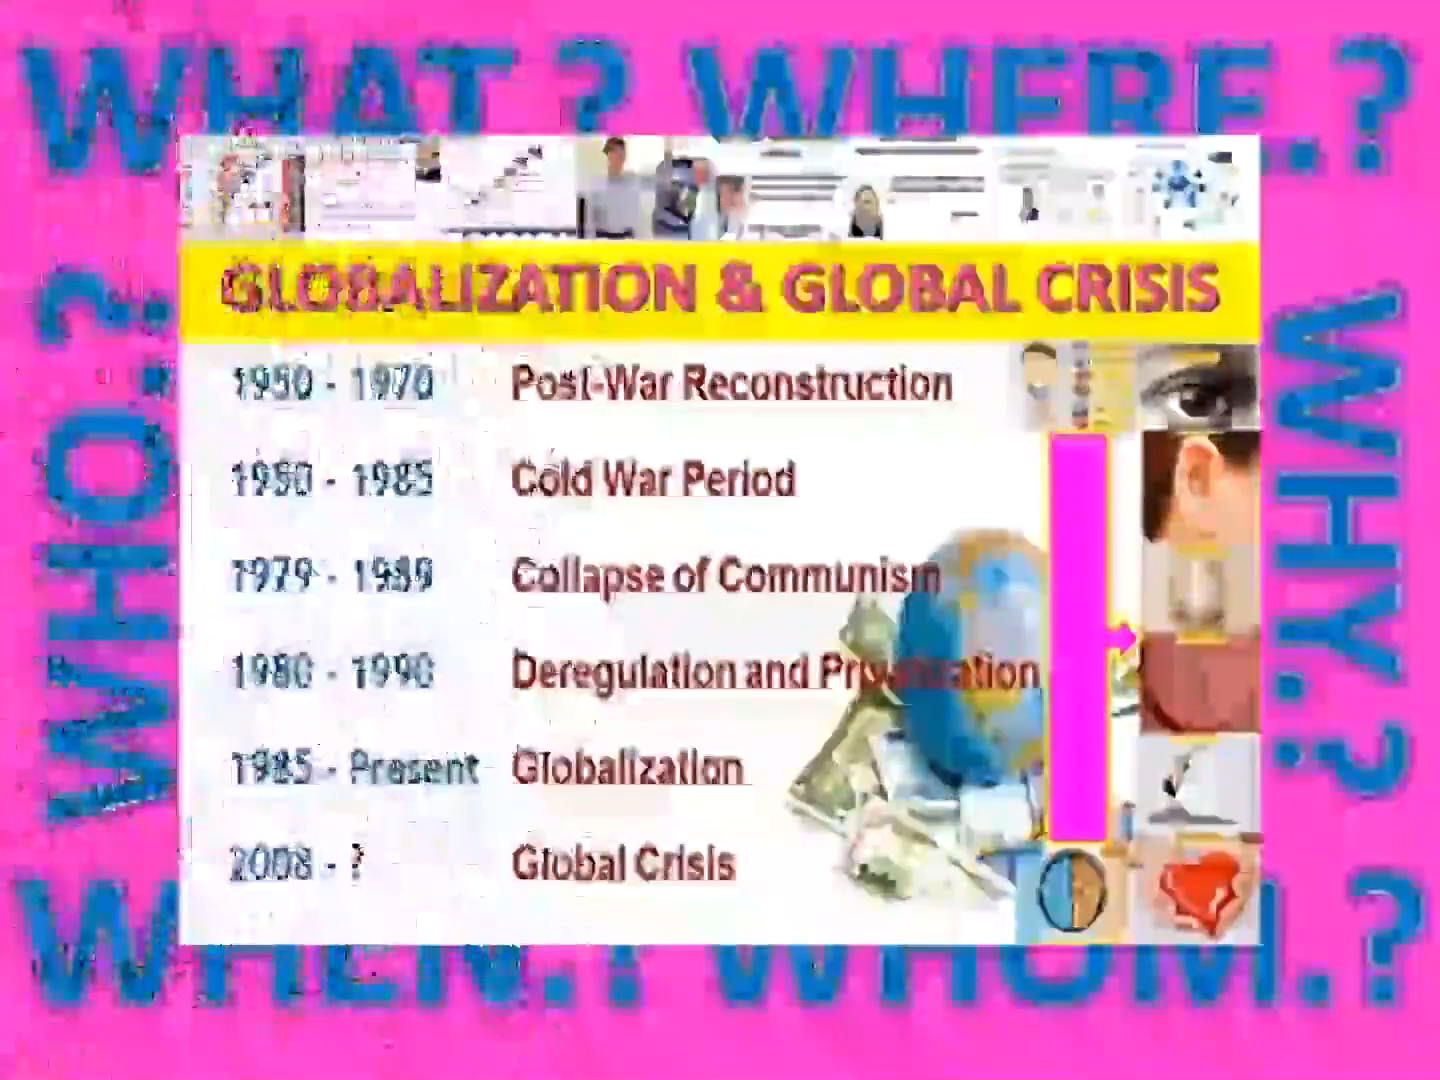 WHAT ? WHERE.?
WHO.?
WHY.?
GLOBALIZATION & GLOBAL CRISIS
1950 - 1970 Post-War Reconstruction
1950 - 1985 Cold War Period
1979 - 1989 Collapse of Communism
1980 - 1990 Deregulation and Privatization
1985 - Present Globalization
2008 - ? Global Crisis
WHEN.? WHOM.?